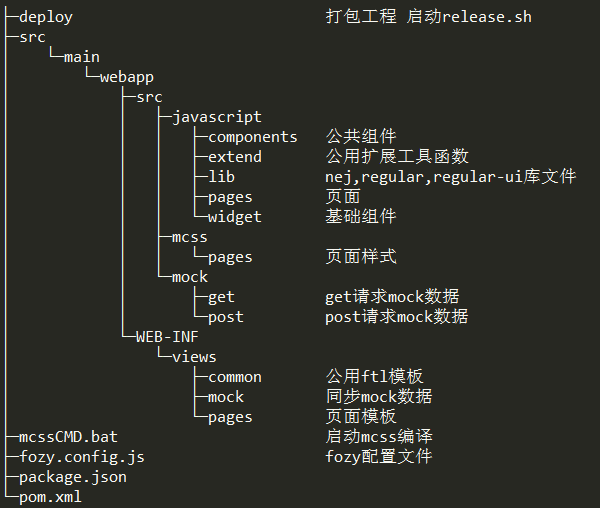 ├─deploy 打包工程 启动release.sh
├─src
│  └─main
│      └─webapp
│          ├─src
│          │  ├─javascript
│          │  │  ├─components 公共组件
│          │  │  ├─extend 公用扩展工具函数
│          │  │  ├─lib nej,regular,regular-ui库文件
│          │  │  ├─pages 页面
│          │  │  └─widget 基础组件
│          │  ├─mcss
│          │  │  └─pages 页面样式
│          │  └─mock
│          │      ├─get get请求mock数据
│          │      └─post post请求mock数据
│          └─WEB-INF
│              └─views
│                  ├─common 公用ftl模板
│                  ├─mock 同步mock数据
│                  └─pages 页面模板
├─mcssCMD.bat 启动mcss编译
├─fozy.config.js fozy配置文件
├─package.json
└─pom.xml